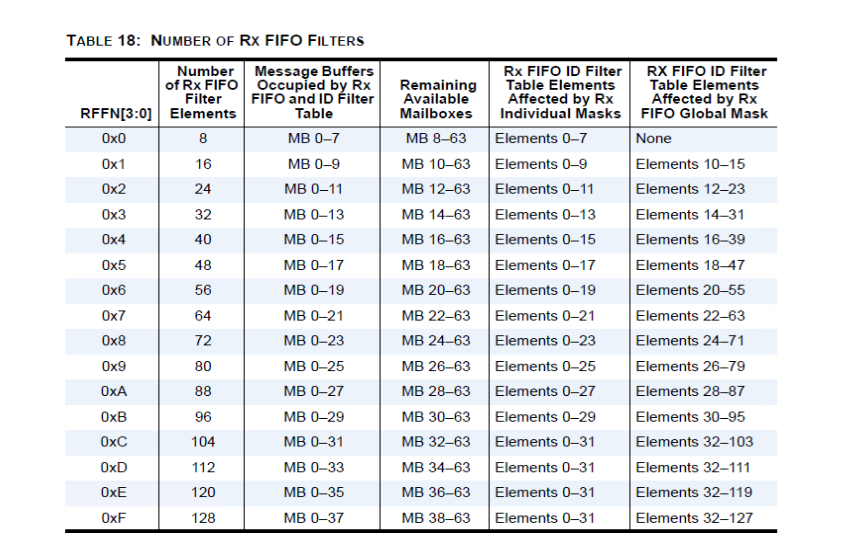 TABLE 18: NUMBER OF RX FIFO FILTERS
RFFN[3:0] Number of Rx FIFO Filter Elements Message Buffers Occupied by Rx FIFO and ID Filter Table Remaining Available Mailboxes Rx FIFO ID Filter Table Elements Affected by Rx Individual Masks RX FIFO ID Filter Table Elements Affected by Rx FIFO Global Mask
0x0 8 MB 0–7 MB 8–63 Elements 0–7 None
0x1 16 MB 0–9 MB 10–63 Elements 0–9 Elements 10–15
0x2 24 MB 0–11 MB 12–63 Elements 0–11 Elements 12–23
0x3 32 MB 0–13 MB 14–63 Elements 0–13 Elements 14–31
0x4 40 MB 0–15 MB 16–63 Elements 0–15 Elements 16–39
0x5 48 MB 0–17 MB 18–63 Elements 0–17 Elements 18–47
0x6 56 MB 0–19 MB 20–63 Elements 0–19 Elements 20–55
0x7 64 MB 0–21 MB 22–63 Elements 0–21 Elements 22–63
0x8 72 MB 0–23 MB 24–63 Elements 0–23 Elements 24–71
0x9 80 MB 0–25 MB 26–63 Elements 0–25 Elements 26–79
0xA 88 MB 0–27 MB 28–63 Elements 0–27 Elements 28–87
0xB 96 MB 0–29 MB 30–63 Elements 0–29 Elements 30–95
0xC 104 MB 0–31 MB 32–63 Elements 0–31 Elements 32–103
0xD 112 MB 0–33 MB 34–63 Elements 0–31 Elements 32–111
0xE 120 MB 0–35 MB 36–63 Elements 0–31 Elements 32–119
0xF 128 MB 0–37 MB 38–63 Elements 0–31 Elements 32–127